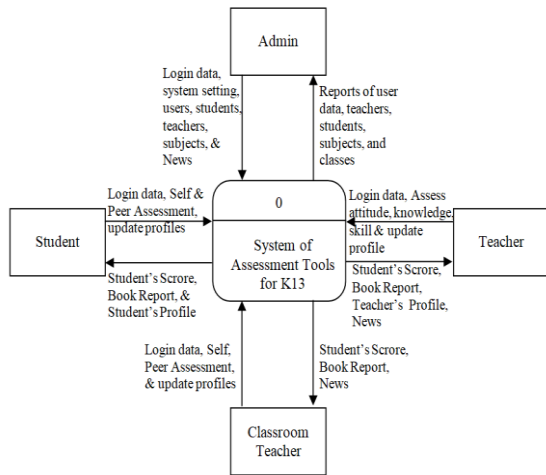 Admin
Login data,
system setting,
users, students,
teachers,
subjects, &
News
Reports of user
data, teachers,
students,
subjects, and
classes
Login data, Self &
Peer Assessment,
update profiles
0
Login data, Assess
attitude, knowledge,
skill & update
profile
Student
System of
Assessment Tools
for K13
Teacher
Student's Scrore,
Book Report, &
Student's Profile
Student's Scrore,
Book Report,
Teacher's Profile,
News
Login data, Self,
Peer Assessment,
& update profiles
Student's Scrore,
Book Report,
News
Classroom
Teacher